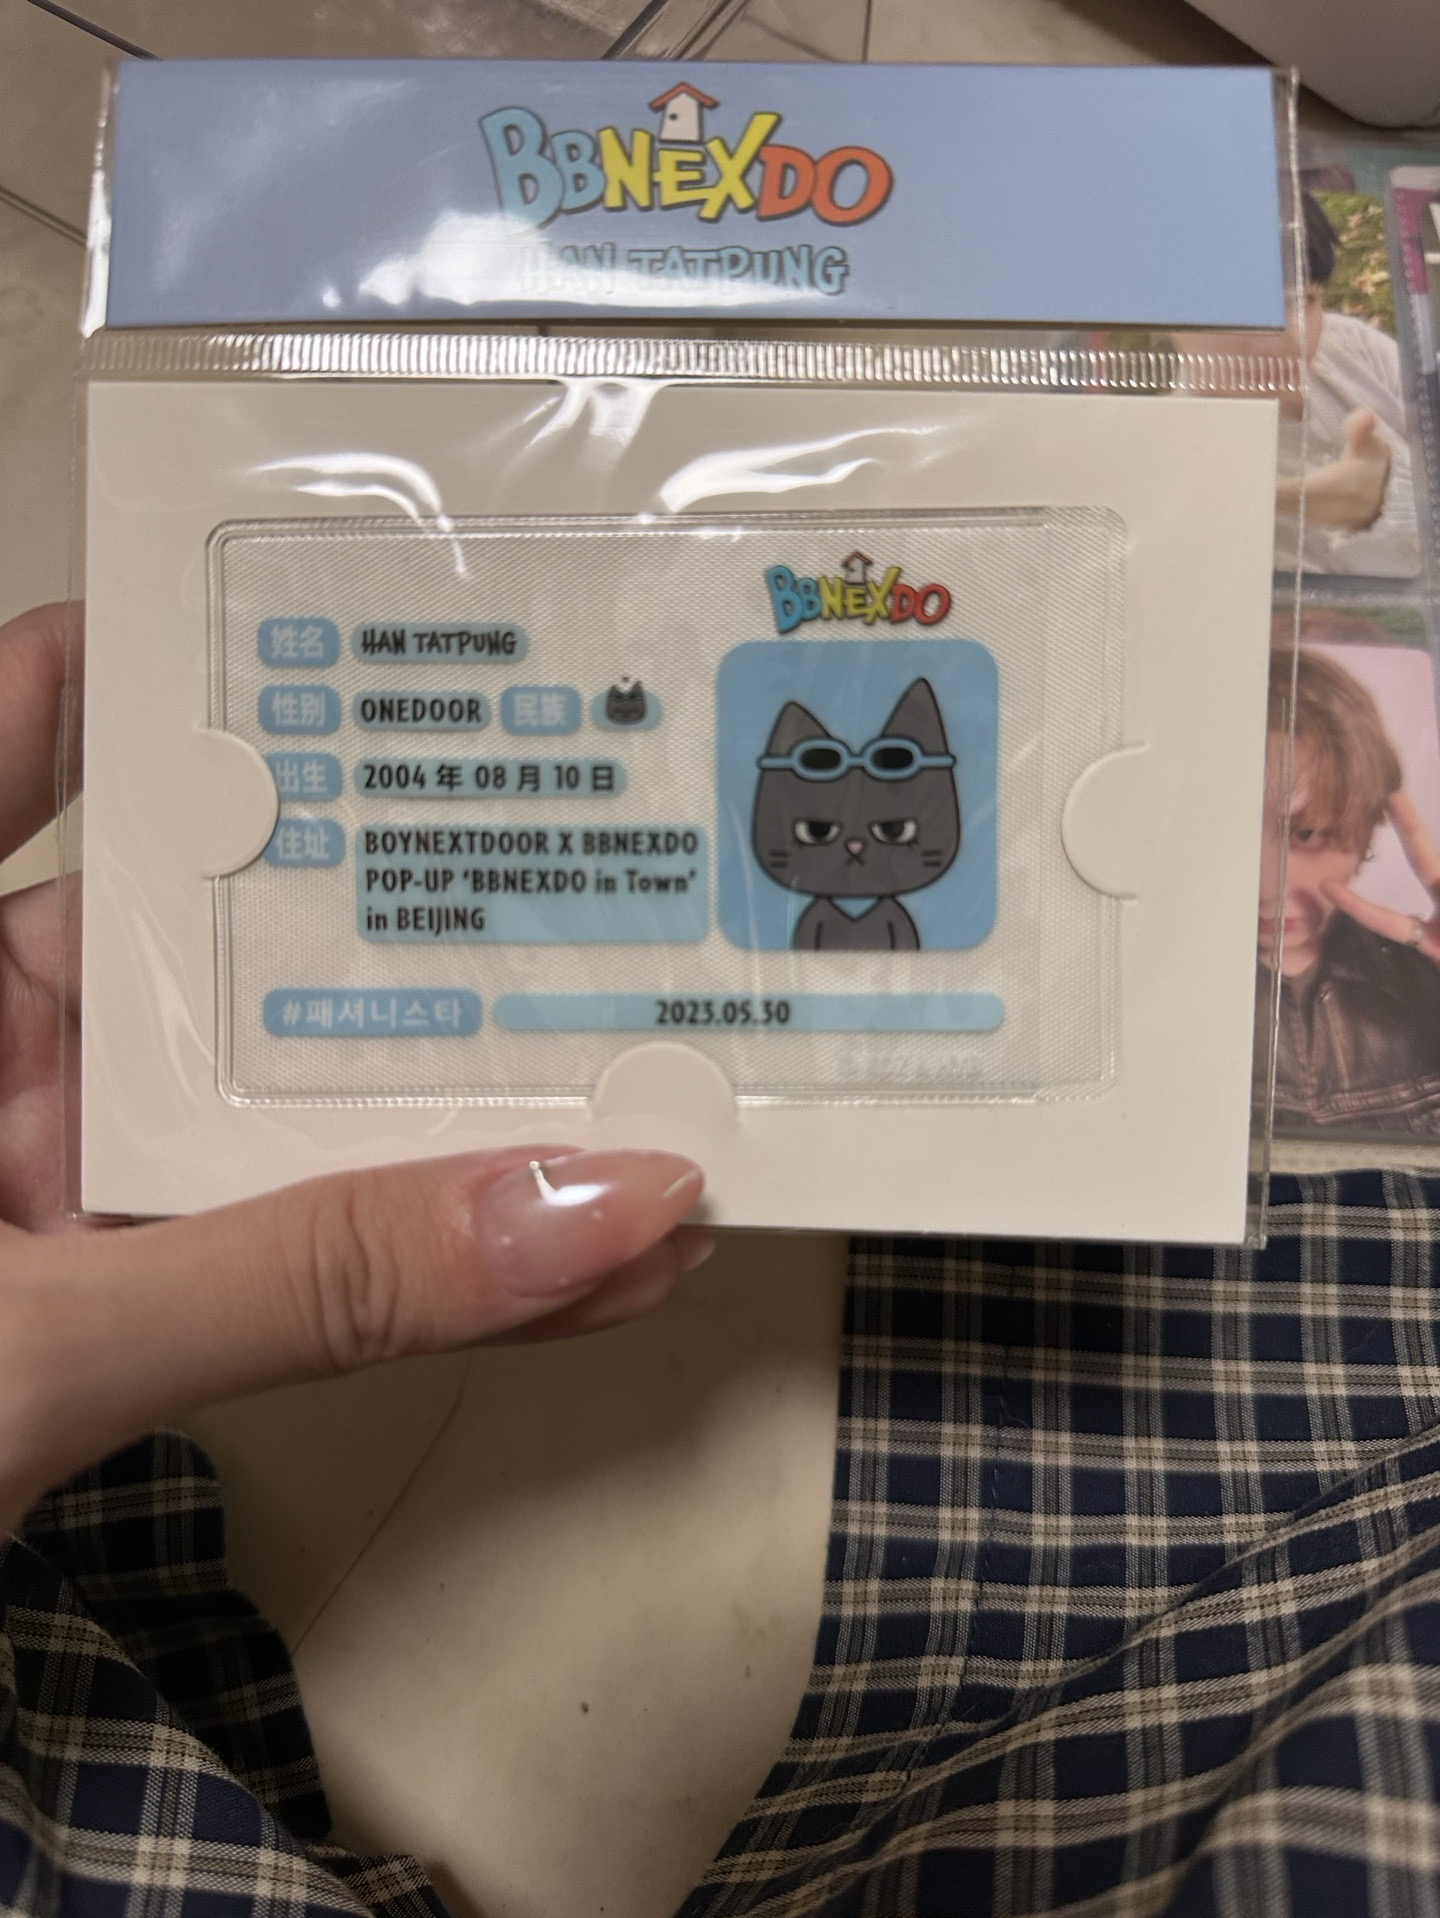 BBNEXDO
HAN TATPUNG
BBNEXDO
姓名 HAN TATPUNG
性别 ONEDOOR 民族
出生 2004 年 08 月 10 日
住址 BOYNEXTDOOR X BBNEXDO
POP-UP ‘BBNEXDO in Town’
in BEIJING
#패셔니스타 2023.05.30